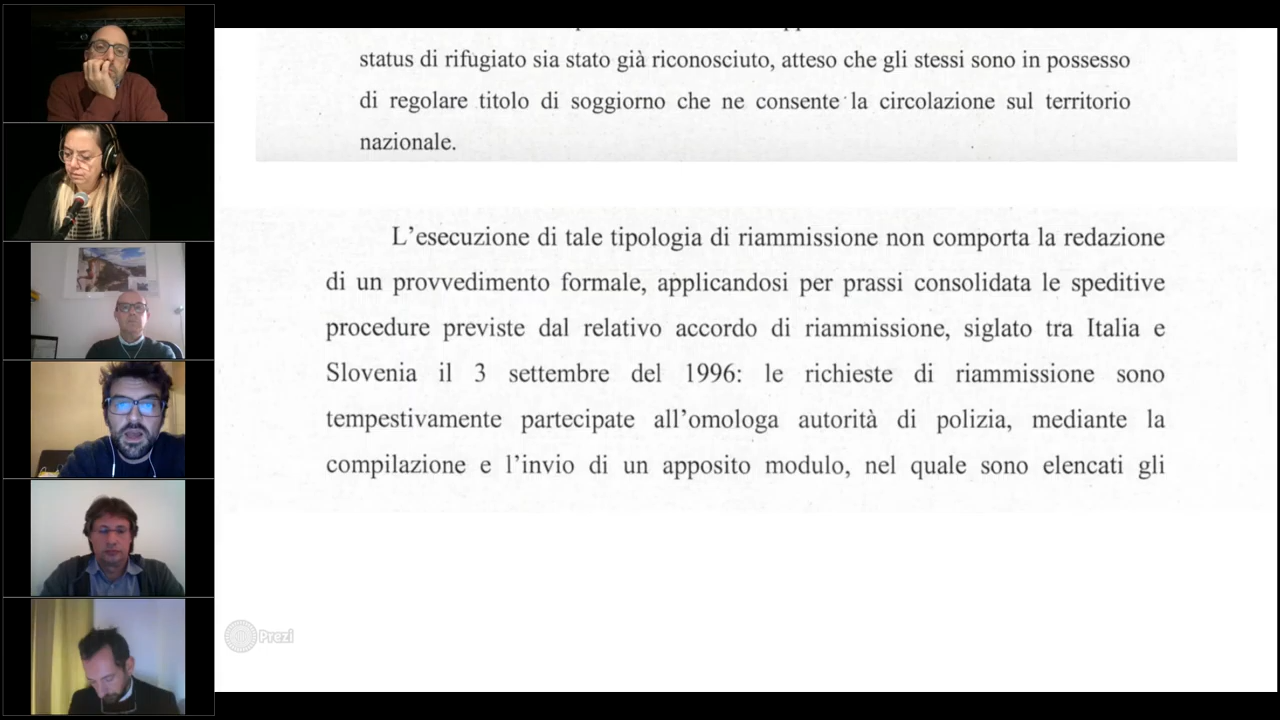 status di rifugiato sia stato già riconosciuto, atteso che gli stessi sono in possesso
di regolare titolo di soggiorno che ne consente la circolazione sul territorio
nazionale.
L’esecuzione di tale tipologia di riammissione non comporta la redazione
di un provvedimento formale, applicandosi per prassi consolidata le speditive
procedure previste dal relativo accordo di riammissione, siglato tra Italia e
Slovenia il 3 settembre del 1996: le richieste di riammissione sono
tempestivamente partecipate all’omologa autorità di polizia, mediante la
compilazione e l’invio di un apposito modulo, nel quale sono elencati gli
Prezi